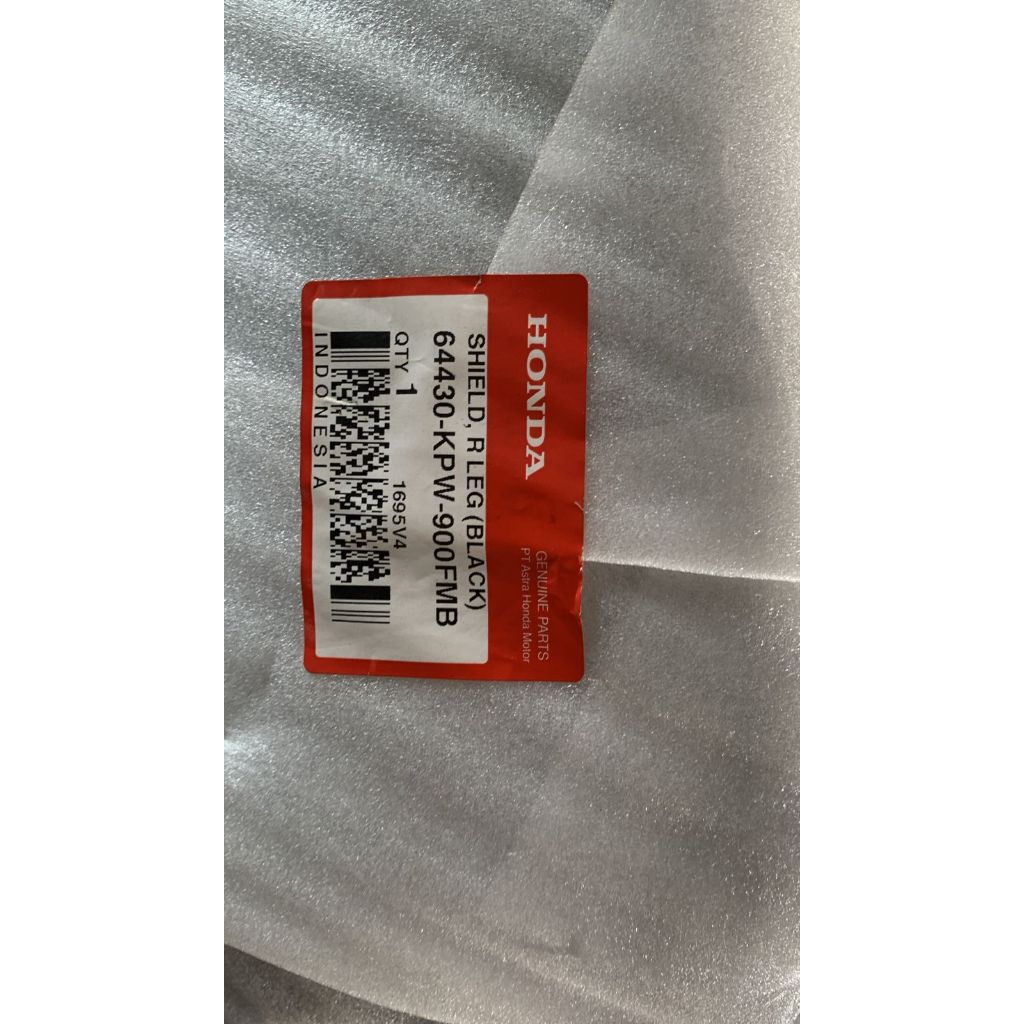 HONDA
GENUINE PARTS
PT Astra Honda Motor
SHIELD, R LEG (BLACK)
64430-KPW-900FMB
QTY 1 1695V4
INDONESIA